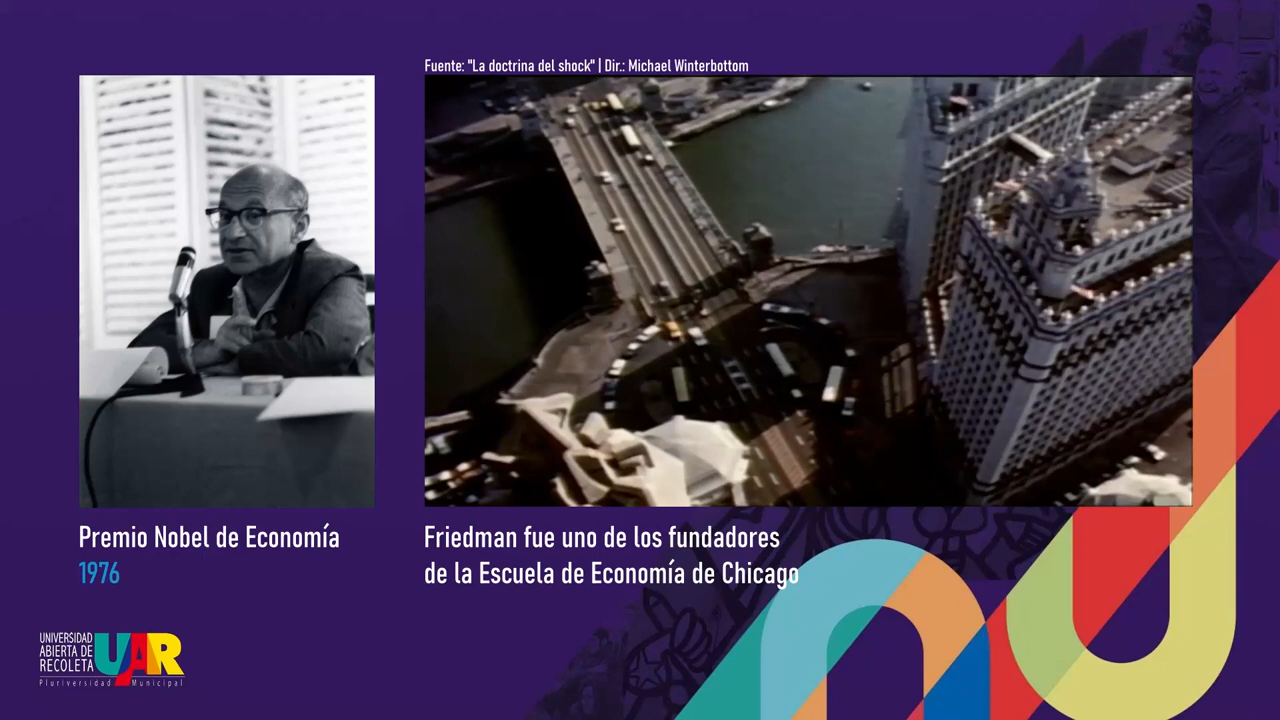 Fuente: "La doctrina del shock" | Dir.: Michael Winterbottom
Premio Nobel de Economía
1976
Friedman fue uno de los fundadores
de la Escuela de Economía de Chicago
UNIVERSIDAD
ABIERTA DE
RECOLETA
UAR
Pluriversidad Municipal